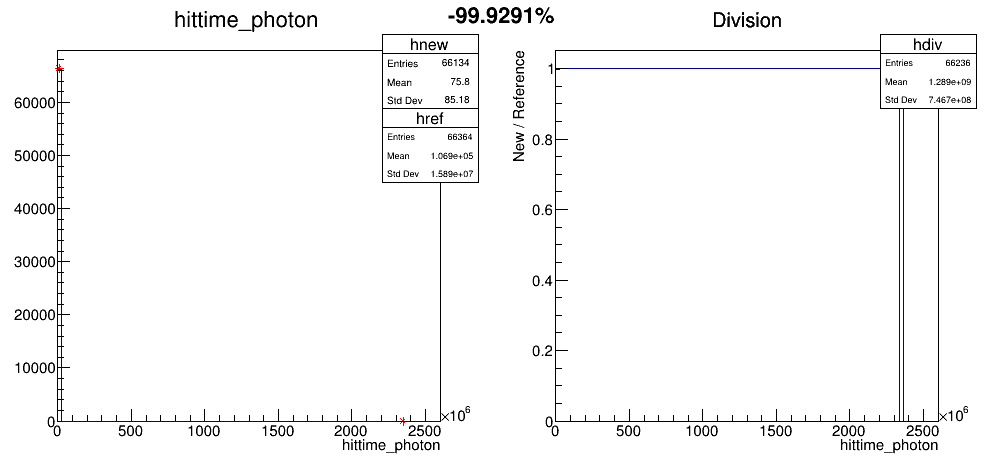 -99.9291%
hittime_photon
hnew
Entries 66134
Mean 75.8
Std Dev 85.18
href
Entries 66364
Mean 1.069e+05
Std Dev 1.589e+07
60000
50000
40000
30000
20000
10000
0
0 500 1000 1500 2000 2500
×10⁶
hittime_photon
Division
hdiv
Entries 66236
Mean 1.289e+09
Std Dev 7.467e+08
New / Reference
1
0.8
0.6
0.4
0.2
0
0 500 1000 1500 2000 2500
×10⁶
hittime_photon